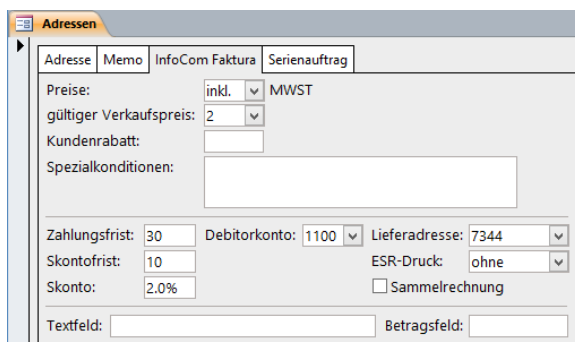 Adressen
Adresse Memo InfoCom Faktura Serienauftrag
Preise: inkl. MWST
gültiger Verkaufspreis: 2
Kundenrabatt:
Spezialkonditionen:
Zahlungsfrist: 30 Debitorkonto: 1100 Lieferadresse: 7344
Skontofrist: 10 ESR-Druck: ohne
Skonto: 2.0% Sammelrechnung
Textfeld: Betragsfeld: